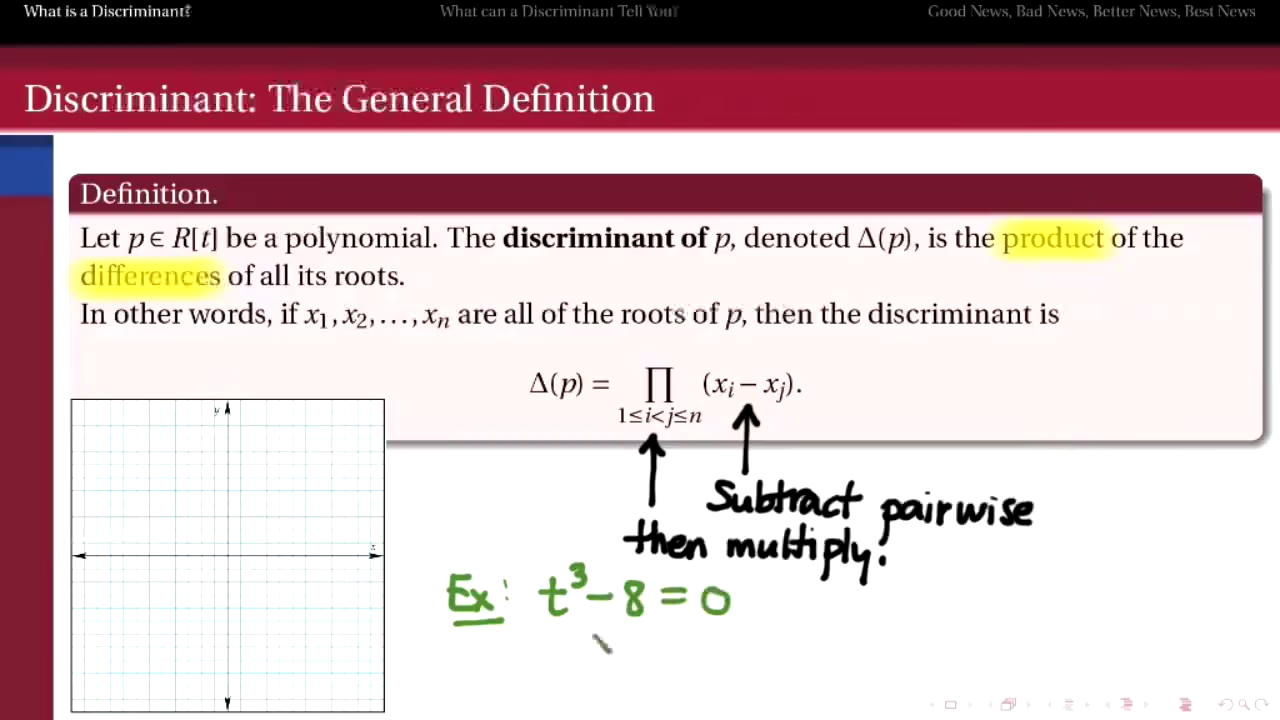 What is a Discriminant?
What can a Discriminant Tell You?
Good News, Bad News, Better News, Best News
Discriminant: The General Definition
Definition.
Let p ∈ R[t] be a polynomial. The discriminant of p, denoted Δ(p), is the product of the
differences of all its roots.
In other words, if x₁, x₂, …, xₙ are all of the roots of p, then the discriminant is
Δ(p) = ∏ (xᵢ − xⱼ).
1≤i<j≤n
y
x
Subtract pairwise
then multiply!
Ex: t³ − 8 = 0